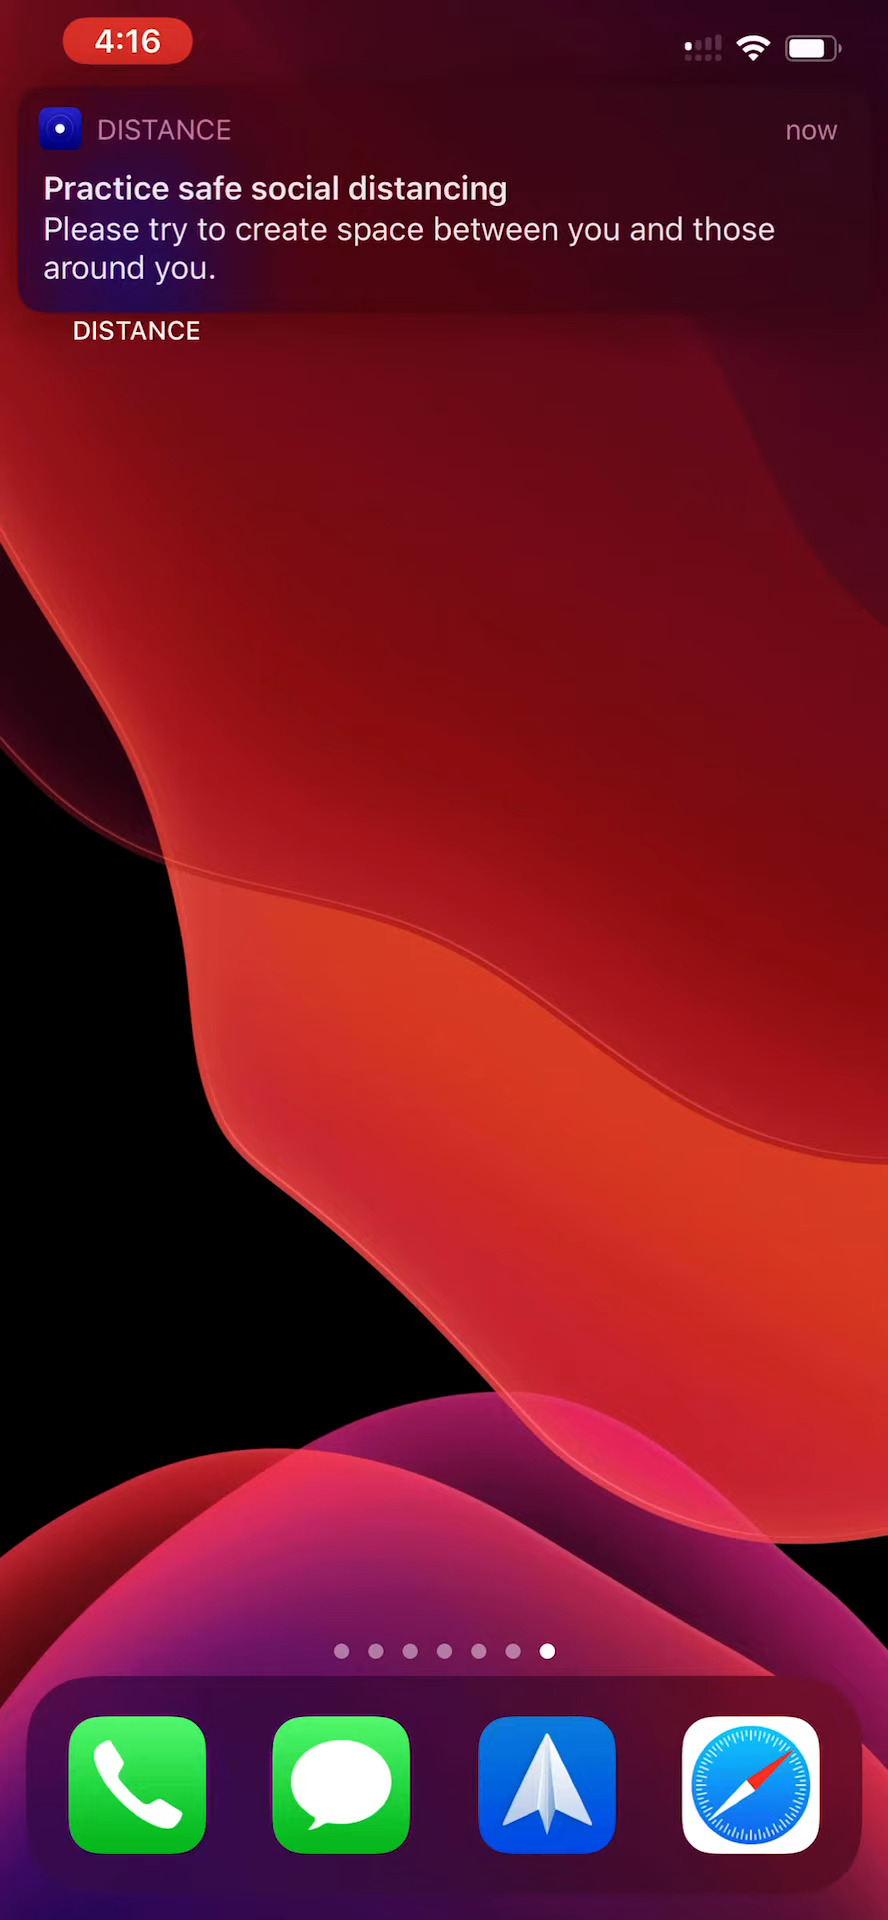 4:16
DISTANCE
now
Practice safe social distancing
Please try to create space between you and those
around you.
DISTANCE